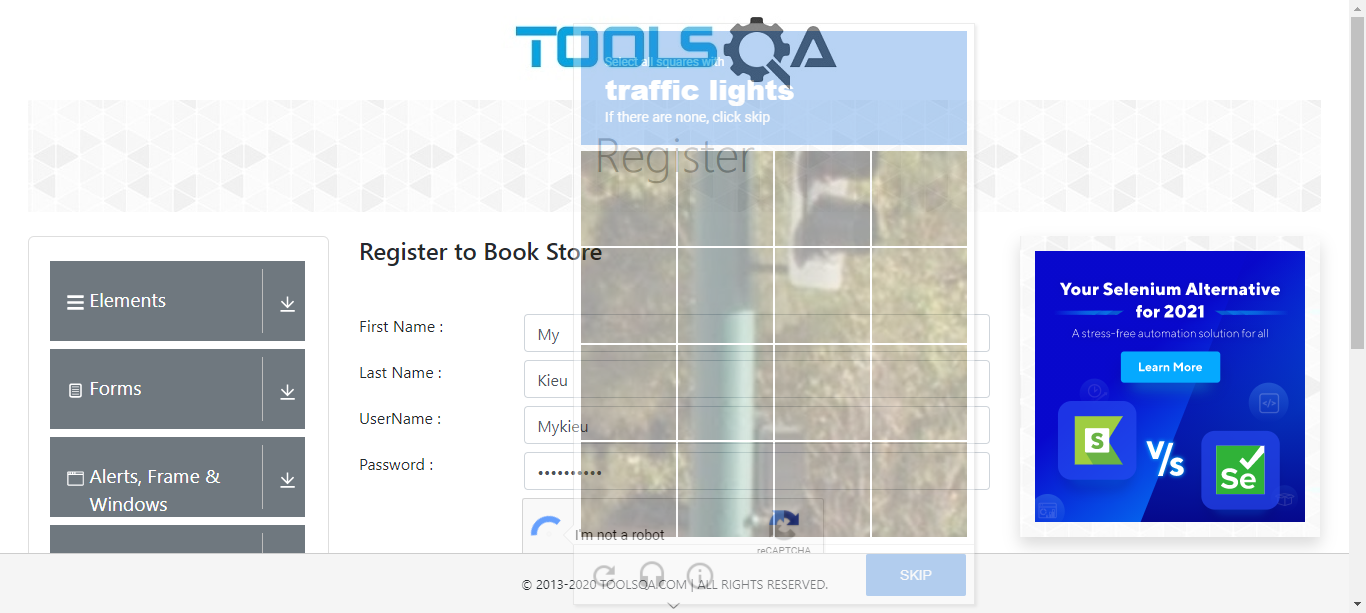 TOOLSQA
Select all squares with
traffic lights
If there are none, click skip
Register
Elements
Forms
Alerts, Frame &
Windows
Register to Book Store
First Name :
My
Last Name :
Kieu
UserName :
Mykieu
Password :
I'm not a robot
reCAPTCHA
SKIP
Your Selenium Alternative
for 2021
A stress-free automation solution for all
Learn More
S
V/s
Se
© 2013-2020 TOOLSQA.COM | ALL RIGHTS RESERVED.